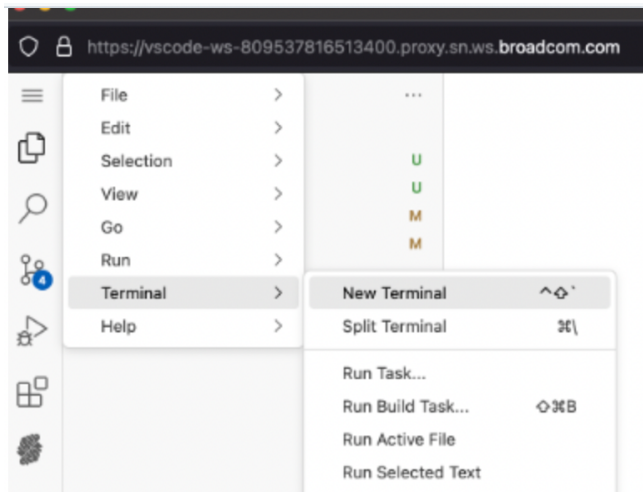 https://vscode-ws-809537816513400.proxy.sn.ws.broadcom.com
File >
Edit >
Selection >
View >
Go >
Run >
Terminal >
Help >
...
U
U
M
M
4
New Terminal ^⇧`
Split Terminal ⌘\
Run Task...
Run Build Task... ⇧⌘B
Run Active File
Run Selected Text